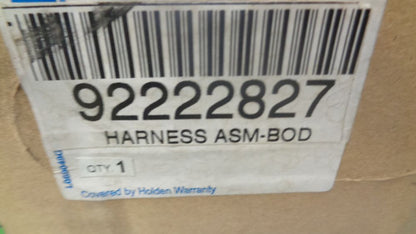 92222827
HARNESS ASM-BOD
QTY 1
Covered by Holden Warranty